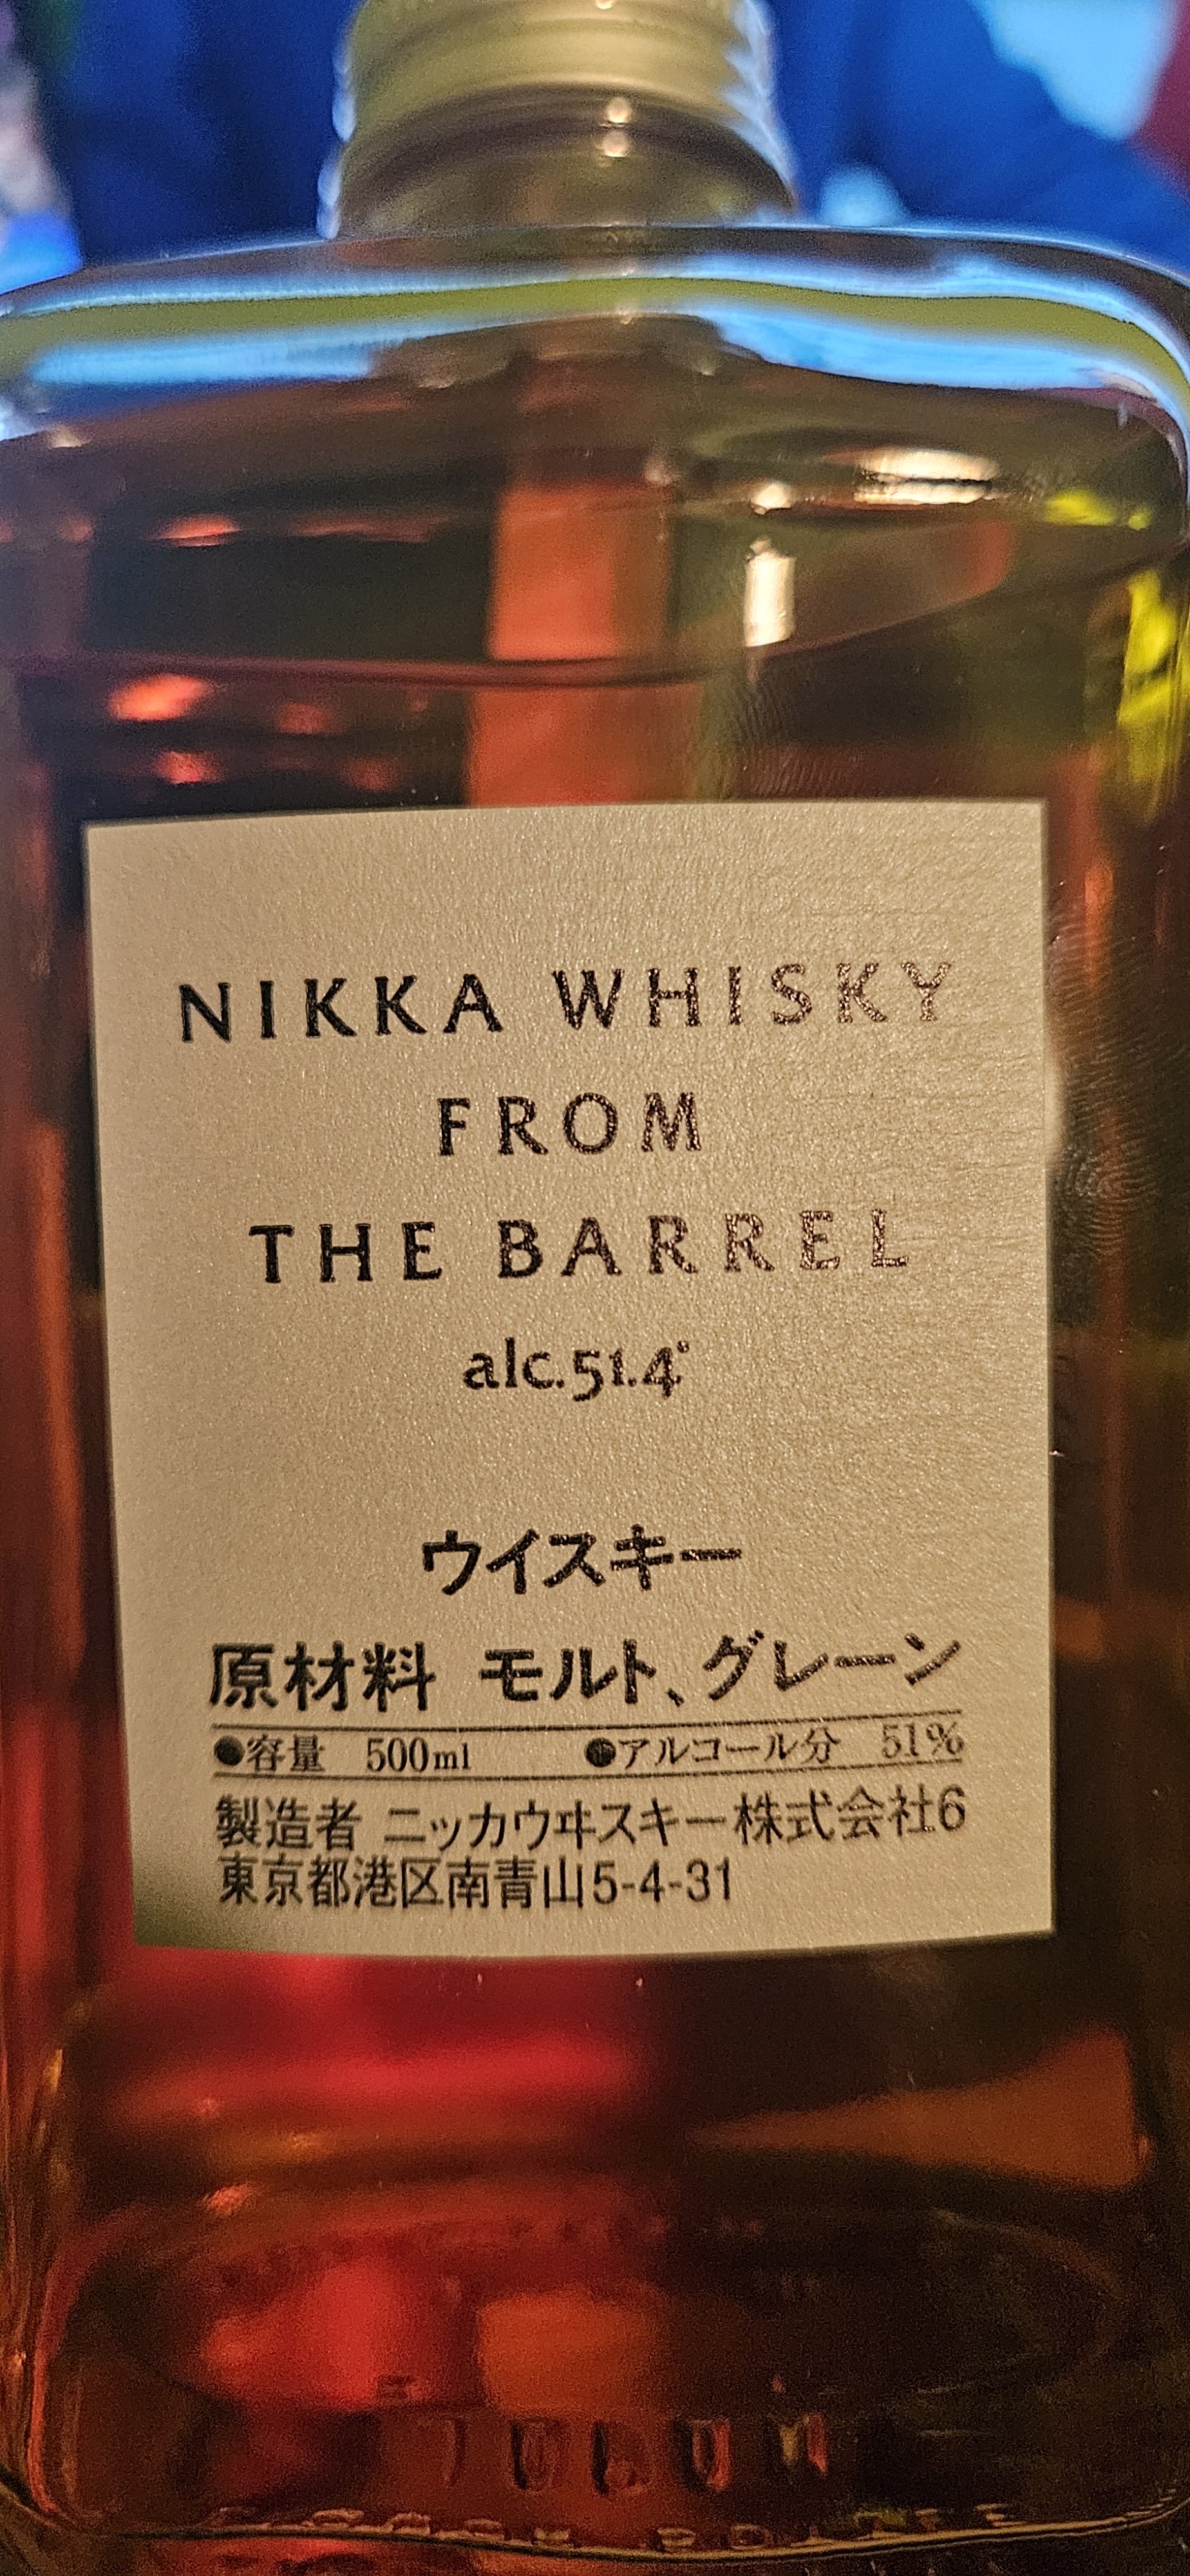 NIKKA WHISKY
FROM
THE BARREL
alc.51.4°
ウイスキー
原材料 モルト、グレーン
●容量 500ml ●アルコール分 51%
製造者 ニッカウヰスキー株式会社6
東京都港区南青山5-4-31